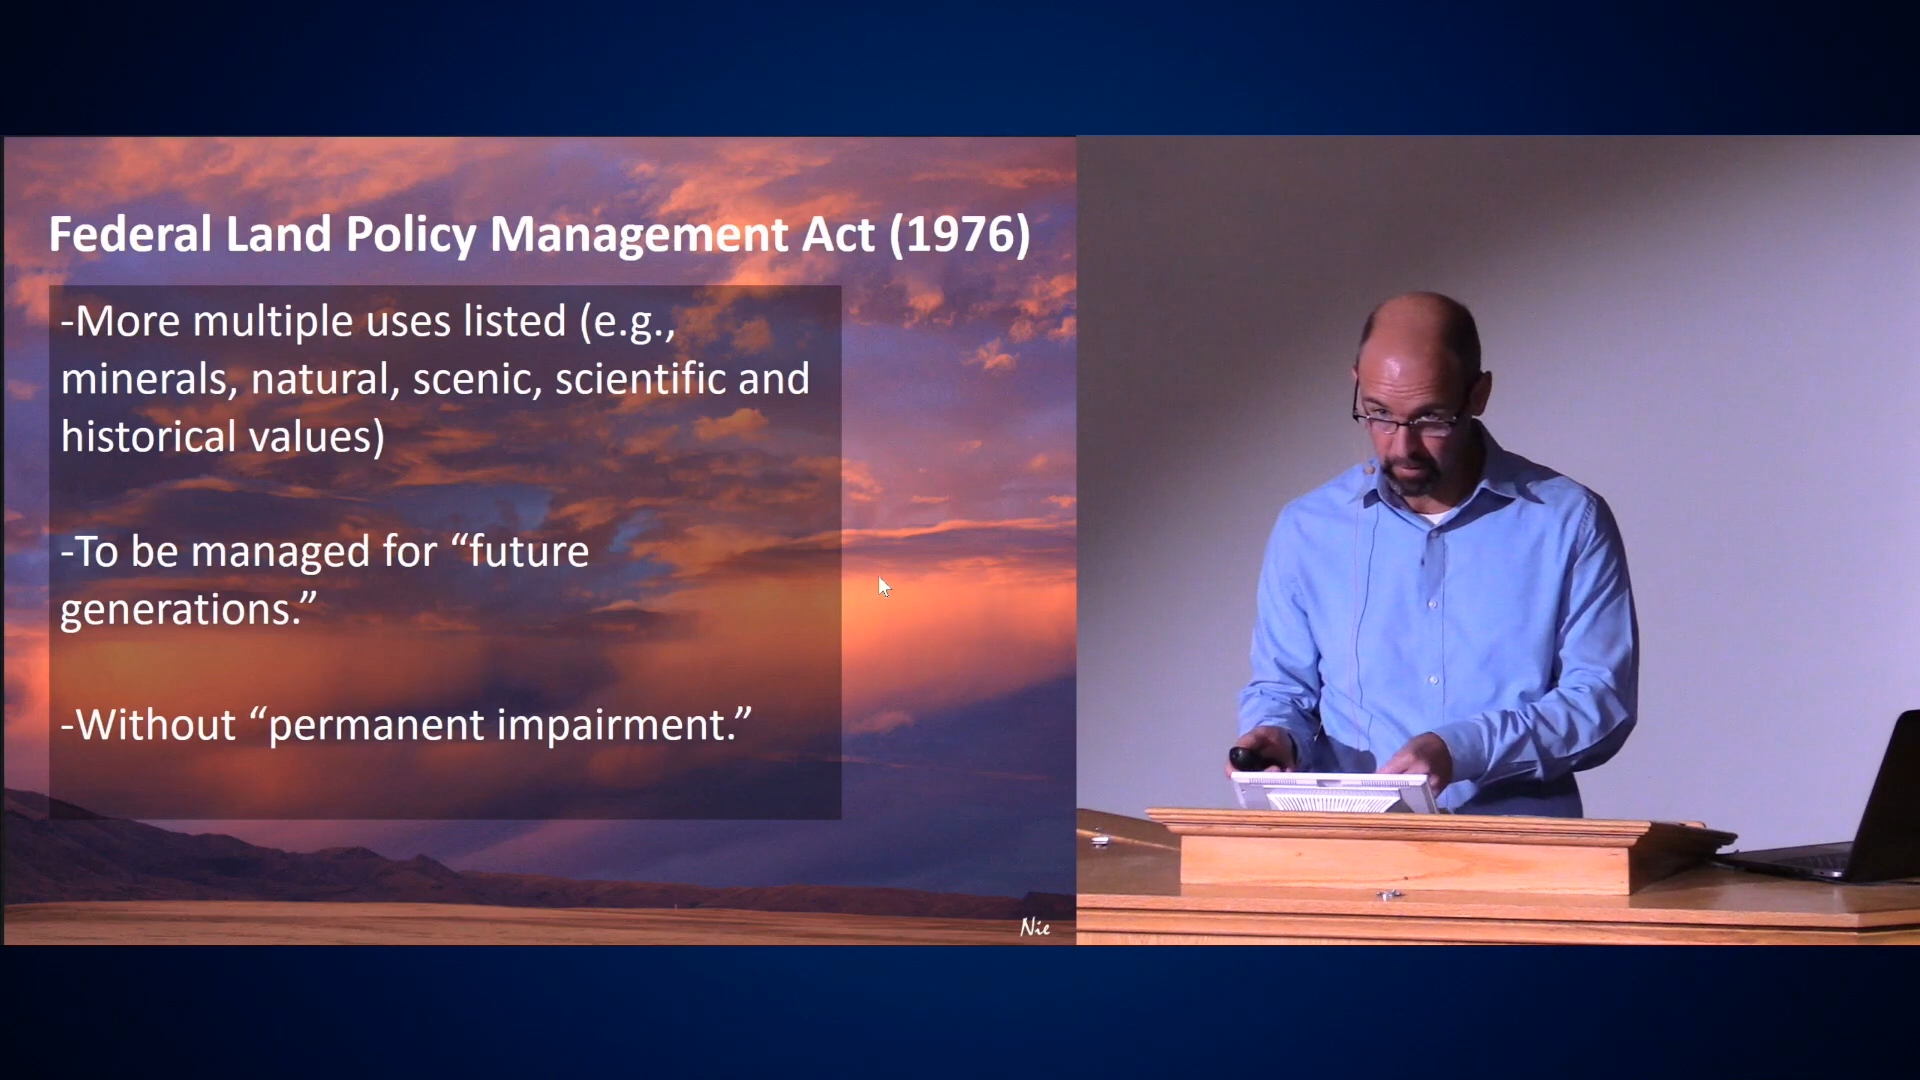 Federal Land Policy Management Act (1976)
-More multiple uses listed (e.g.,
minerals, natural, scenic, scientific and
historical values)
-To be managed for “future
generations.”
-Without “permanent impairment.”
Nie